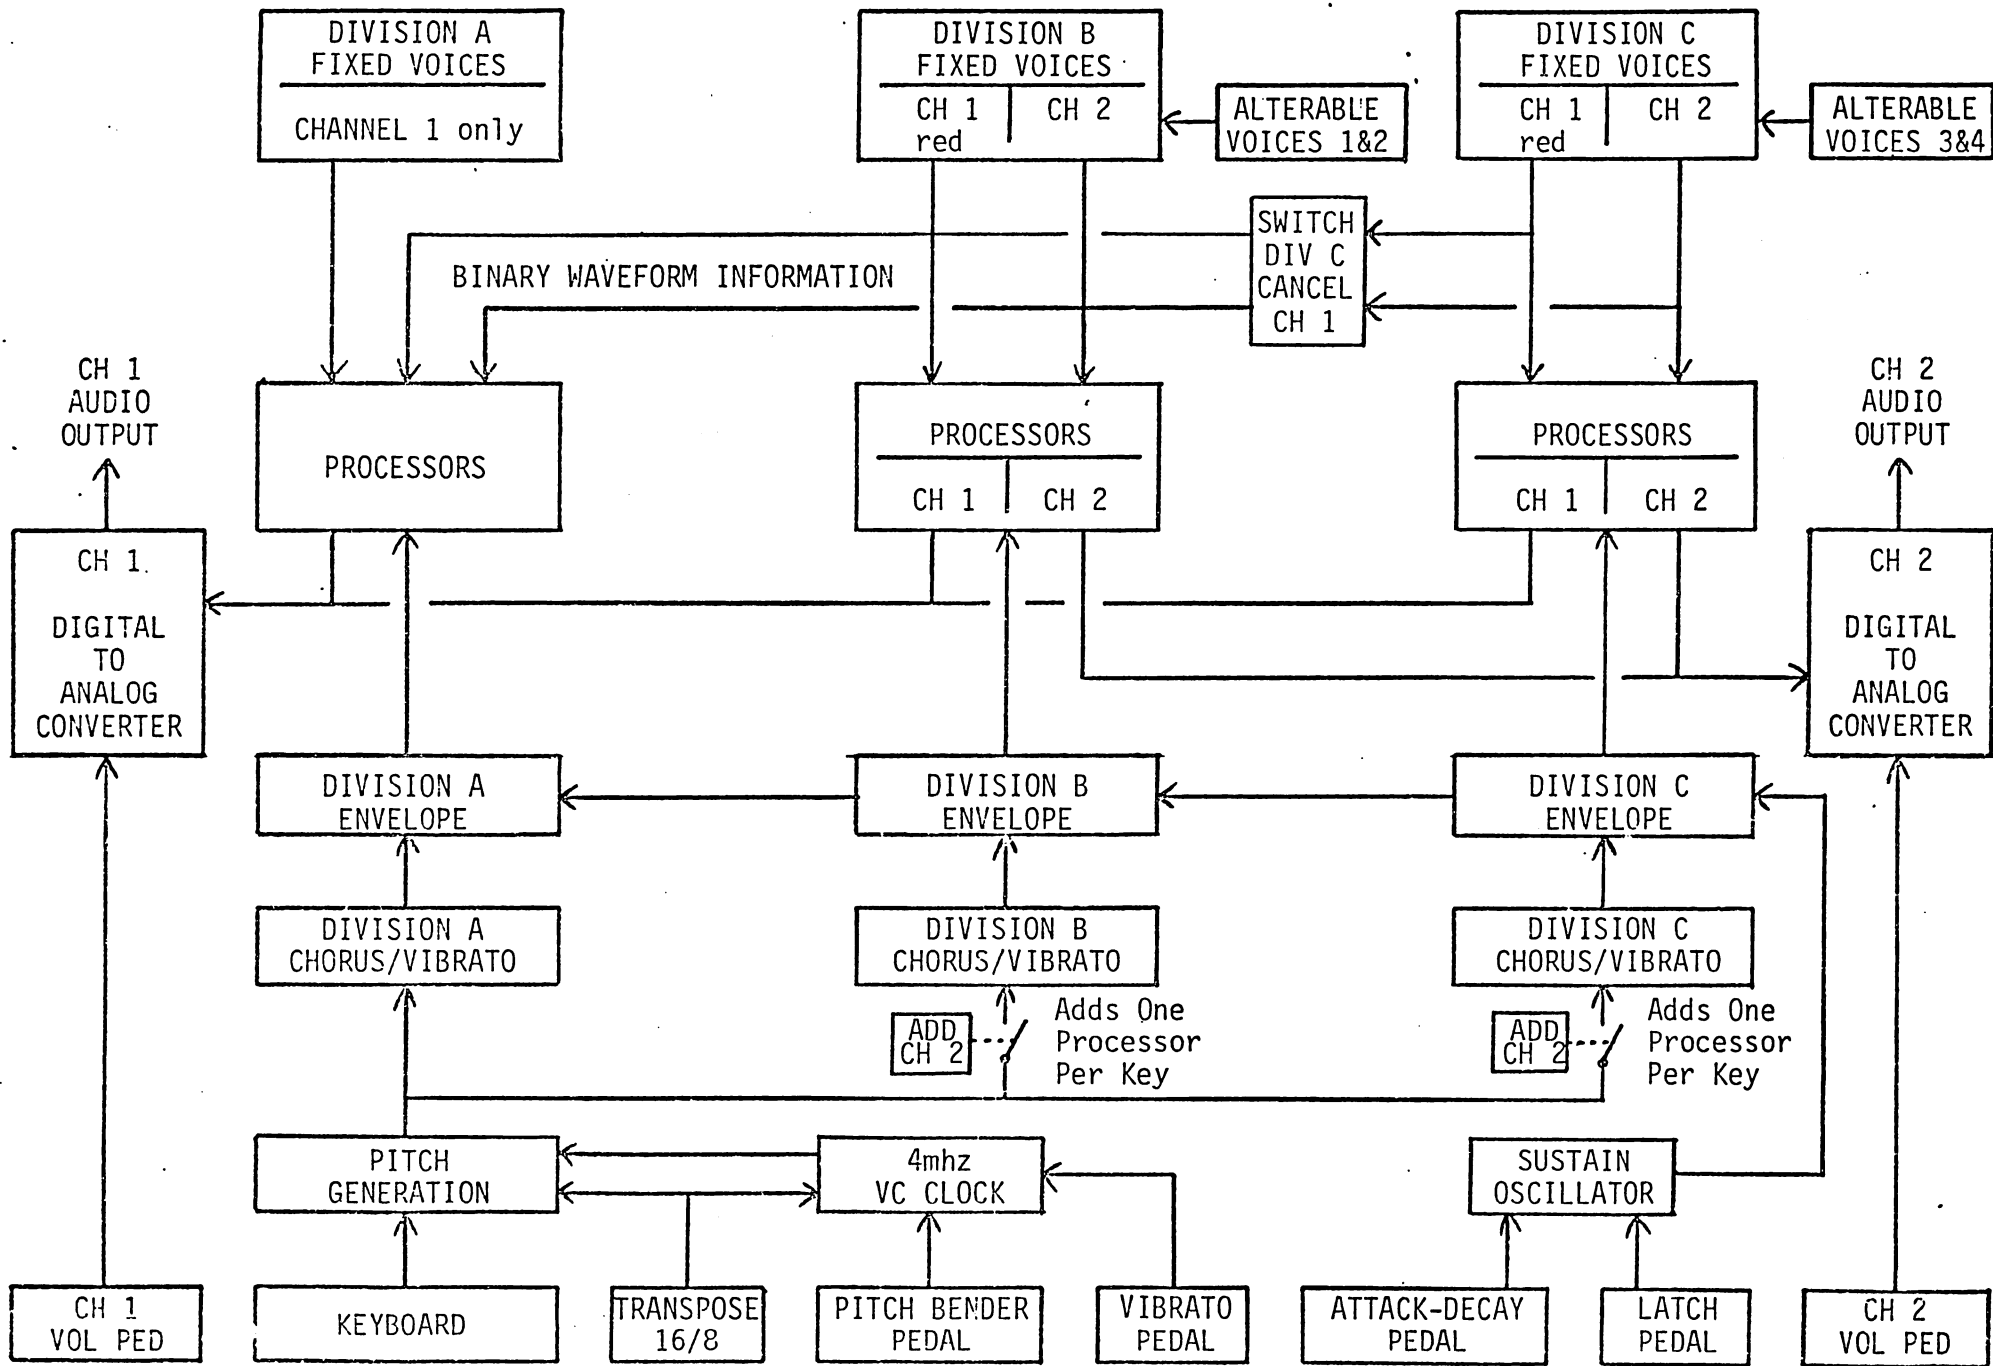 DIVISION A
FIXED VOICES
CHANNEL 1 only
DIVISION B
FIXED VOICES
CH 1
red
CH 2
ALTERABLE
VOICES 1&2
DIVISION C
FIXED VOICES
CH 1
red
CH 2
ALTERABLE
VOICES 3&4
SWITCH
DIV C
CANCEL
CH 1
BINARY WAVEFORM INFORMATION
CH 1
AUDIO
OUTPUT
PROCESSORS
PROCESSORS
CH 1
CH 2
PROCESSORS
CH 1
CH 2
CH 2
AUDIO
OUTPUT
CH 1
DIGITAL
TO
ANALOG
CONVERTER
CH 2
DIGITAL
TO
ANALOG
CONVERTER
DIVISION A
ENVELOPE
DIVISION B
ENVELOPE
DIVISION C
ENVELOPE
DIVISION A
CHORUS/VIBRATO
DIVISION B
CHORUS/VIBRATO
DIVISION C
CHORUS/VIBRATO
ADD
CH 2
Adds One
Processor
Per Key
ADD
CH 2
Adds One
Processor
Per Key
PITCH
GENERATION
4mhz
VC CLOCK
SUSTAIN
OSCILLATOR
CH 1
VOL PED
KEYBOARD
TRANSPOSE
16/8
PITCH BENDER
PEDAL
VIBRATO
PEDAL
ATTACK-DECAY
PEDAL
LATCH
PEDAL
CH 2
VOL PED